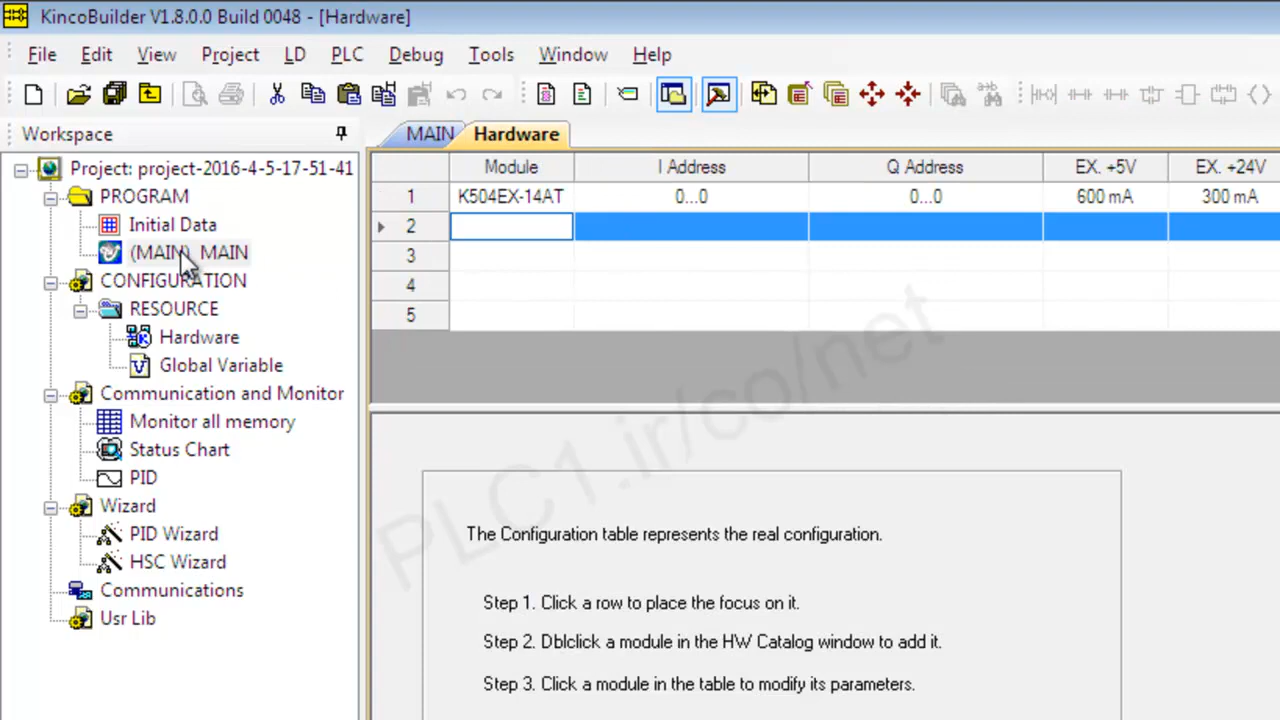 KincoBuilder V1.8.0.0 Build 0048 - [Hardware]
File Edit View Project LD PLC Debug Tools Window Help
Workspace
MAIN Hardware
Project: project-2016-4-5-17-51-41
PROGRAM
Initial Data
(MAIN) MAIN
CONFIGURATION
RESOURCE
Hardware
Global Variable
Communication and Monitor
Monitor all memory
Status Chart
PID
Wizard
PID Wizard
HSC Wizard
Communications
Usr Lib
Module I Address Q Address EX. +5V EX. +24V
1 K504EX-14AT 0...0 0...0 600 mA 300 mA
2
3
4
5
PLC1.ir/co/net
The Configuration table represents the real configuration.
Step 1. Click a row to place the focus on it.
Step 2. Dblclick a module in the HW Catalog window to add it.
Step 3. Click a module in the table to modify its parameters.